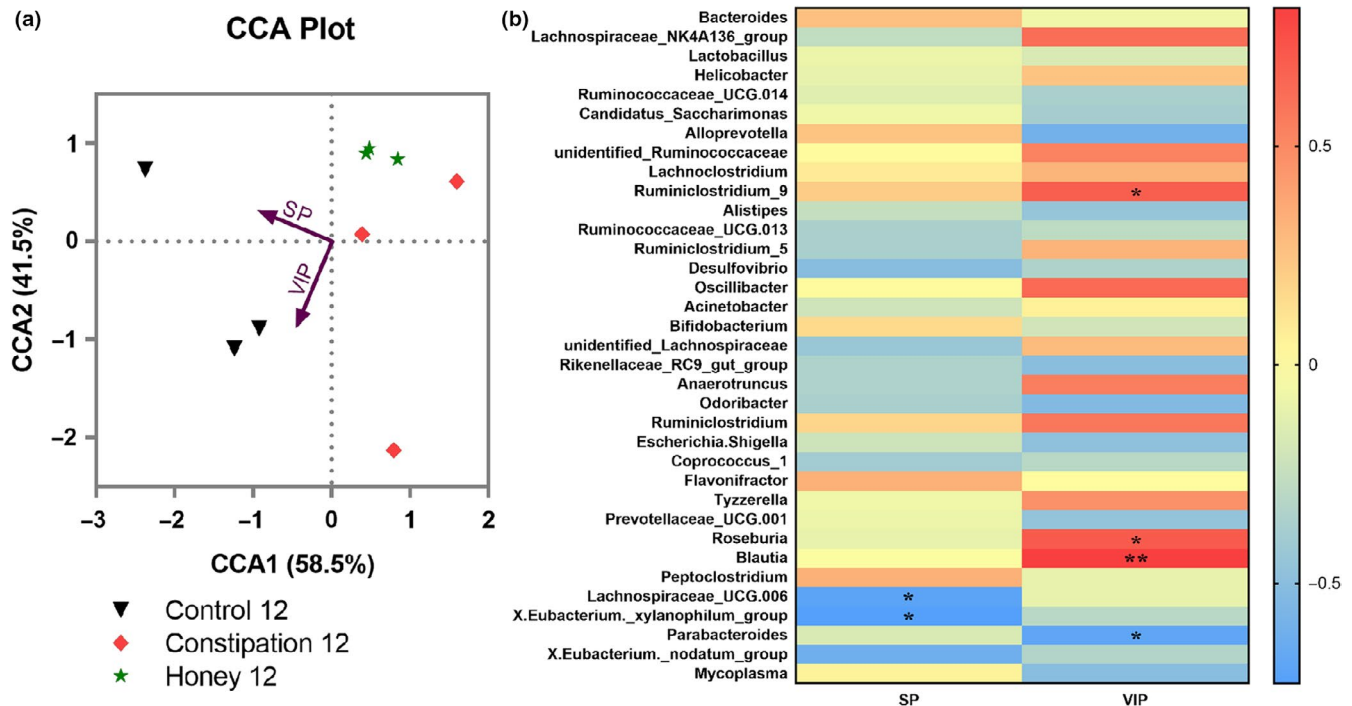 (a)
CCA Plot
1
0
−1
−2
−3
−2
−1
0
1
2
CCA2 (41.5%)
CCA1 (58.5%)
SP
VIP
Control 12
Constipation 12
Honey 12
(b)
Bacteroides
Lachnospiraceae_NK4A136_group
Lactobacillus
Helicobacter
Ruminococcaceae_UCG.014
Candidatus_Saccharimonas
Alloprevotella
unidentified_Ruminococcaceae
Lachnoclostridium
Ruminiclostridium_9 *
Alistipes
Ruminococcaceae_UCG.013
Ruminiclostridium_5
Desulfovibrio
Oscillibacter
Acinetobacter
Bifidobacterium
unidentified_Lachnospiraceae
Rikenellaceae_RC9_gut_group
Anaerotruncus
Odoribacter
Ruminiclostridium
Escherichia.Shigella
Coprococcus_1
Flavonifractor
Tyzzerella
Prevotellaceae_UCG.001
Roseburia *
Blautia **
Peptoclostridium
Lachnospiraceae_UCG.006 *
X.Eubacterium._xylanophilum_group *
Parabacteroides *
X.Eubacterium._nodatum_group
Mycoplasma
SP VIP
0.5
0
−0.5